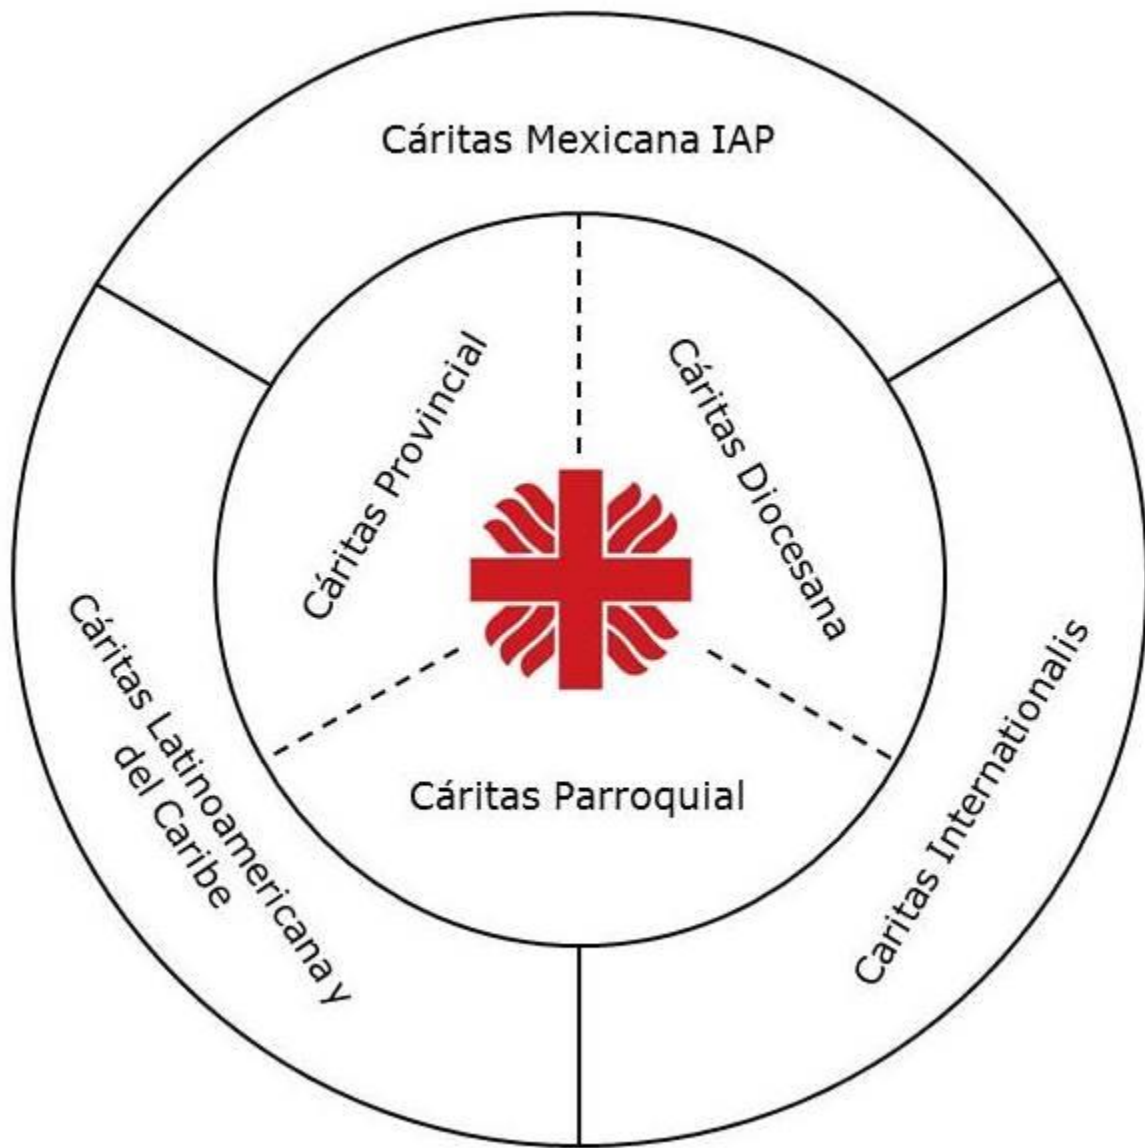 Cáritas Mexicana IAP
Cáritas Provincial
Cáritas Diocesana
Cáritas Parroquial
Cáritas Latinoamericana y
del Caribe
Caritas Internationalis